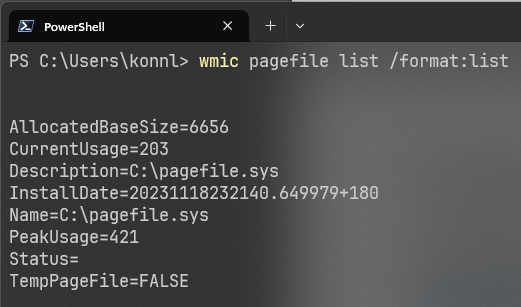 PowerShell
PS C:\Users\konnl> wmic pagefile list /format:list
AllocatedBaseSize=6656
CurrentUsage=203
Description=C:\pagefile.sys
InstallDate=20231118232140.649979+180
Name=C:\pagefile.sys
PeakUsage=421
Status=
TempPageFile=FALSE